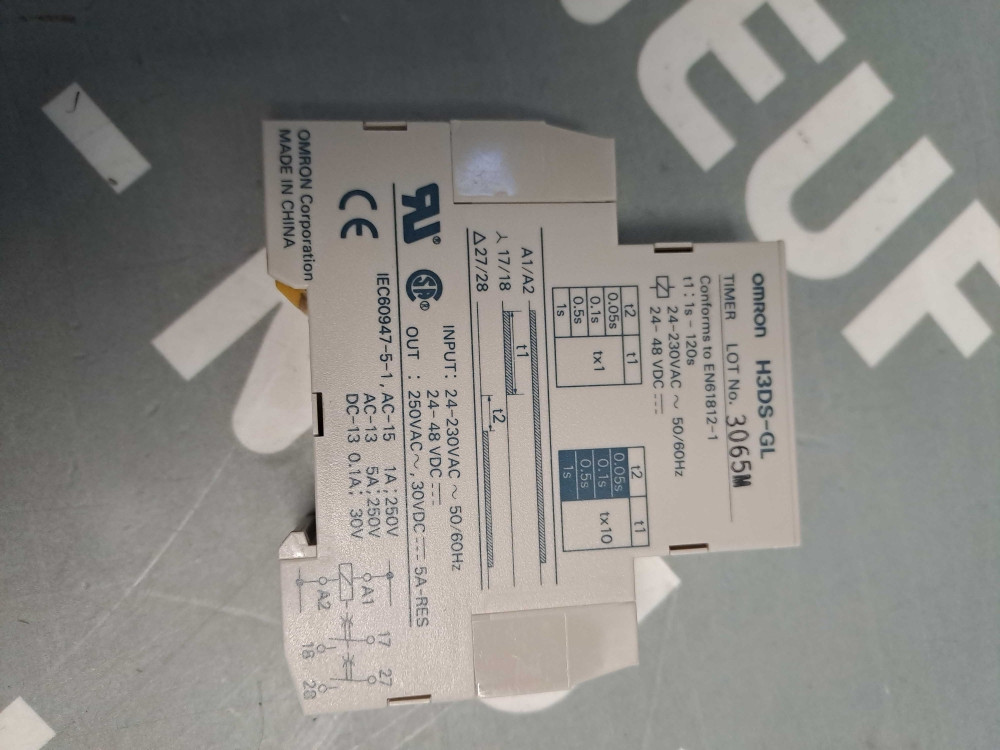 OMRON H3DS-GL
TIMER LOT No. 3065M
Conforms to EN61812-1
t1: 1s - 120s
24-230VAC ~ 50/60Hz
24- 48 VDC
t2 t1
0.05s
0.1s
0.5s
1s
tx1
t2 t1
0.05s
0.1s
0.5s
1s
tx10
A1/A2
⅄ 17/18
t1
Δ 27/28
t2
INPUT: 24-230VAC ~ 50/60Hz
24- 48 VDC
OUT : 250VAC~, 30VDC 5A-RES
RU® SA®
IEC60947-5-1, AC-15 1A ; 250V
AC-13 5A ; 250V
DC-13 0.1A ; 30V
CE
OMRON Corporation
MADE IN CHINA
A1 17 27
A2 18 28
EUF